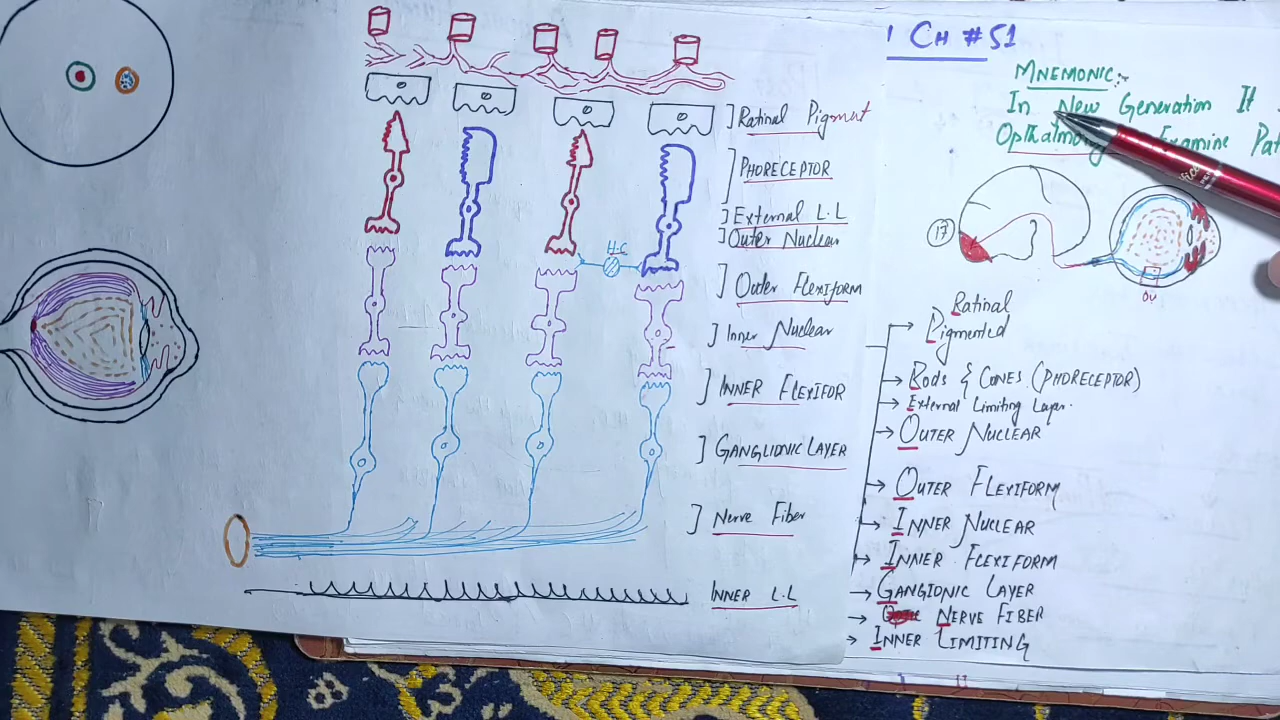 1 CH #51
MNEMONIC:-
In New Generation It
Opthalmo Examine Pat
17
Ratinal Pigment
PHORECEPTOR
External L.L
Outer Nuclear
H.C
Outer Flexiform
Inner Nuclear
INNER FLEXIFOR
GANGLIONIC LAYER
Nerve Fiber
INNER L.L
Ratinal
Pigmented
Rods & CONES (PHORECEPTOR)
External Limiting Layer.
OUTER NUCLEAR
OUTER FLEXIFORM
INNER NUCLEAR
INNER FLEXIFORM
GANGIONIC LAYER
NERVE FIBER
INNER LIMITING